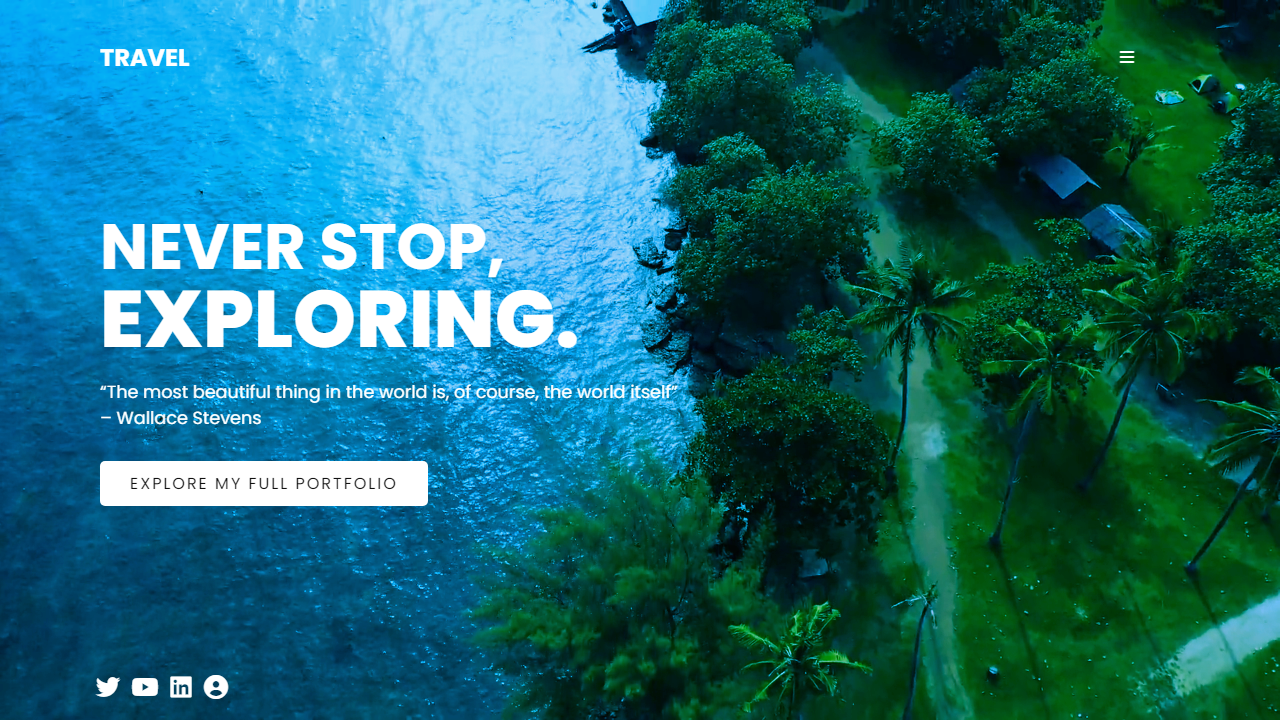 TRAVEL
NEVER STOP,
EXPLORING.
“The most beautiful thing in the world is, of course, the world itself”
– Wallace Stevens
EXPLORE MY FULL PORTFOLIO